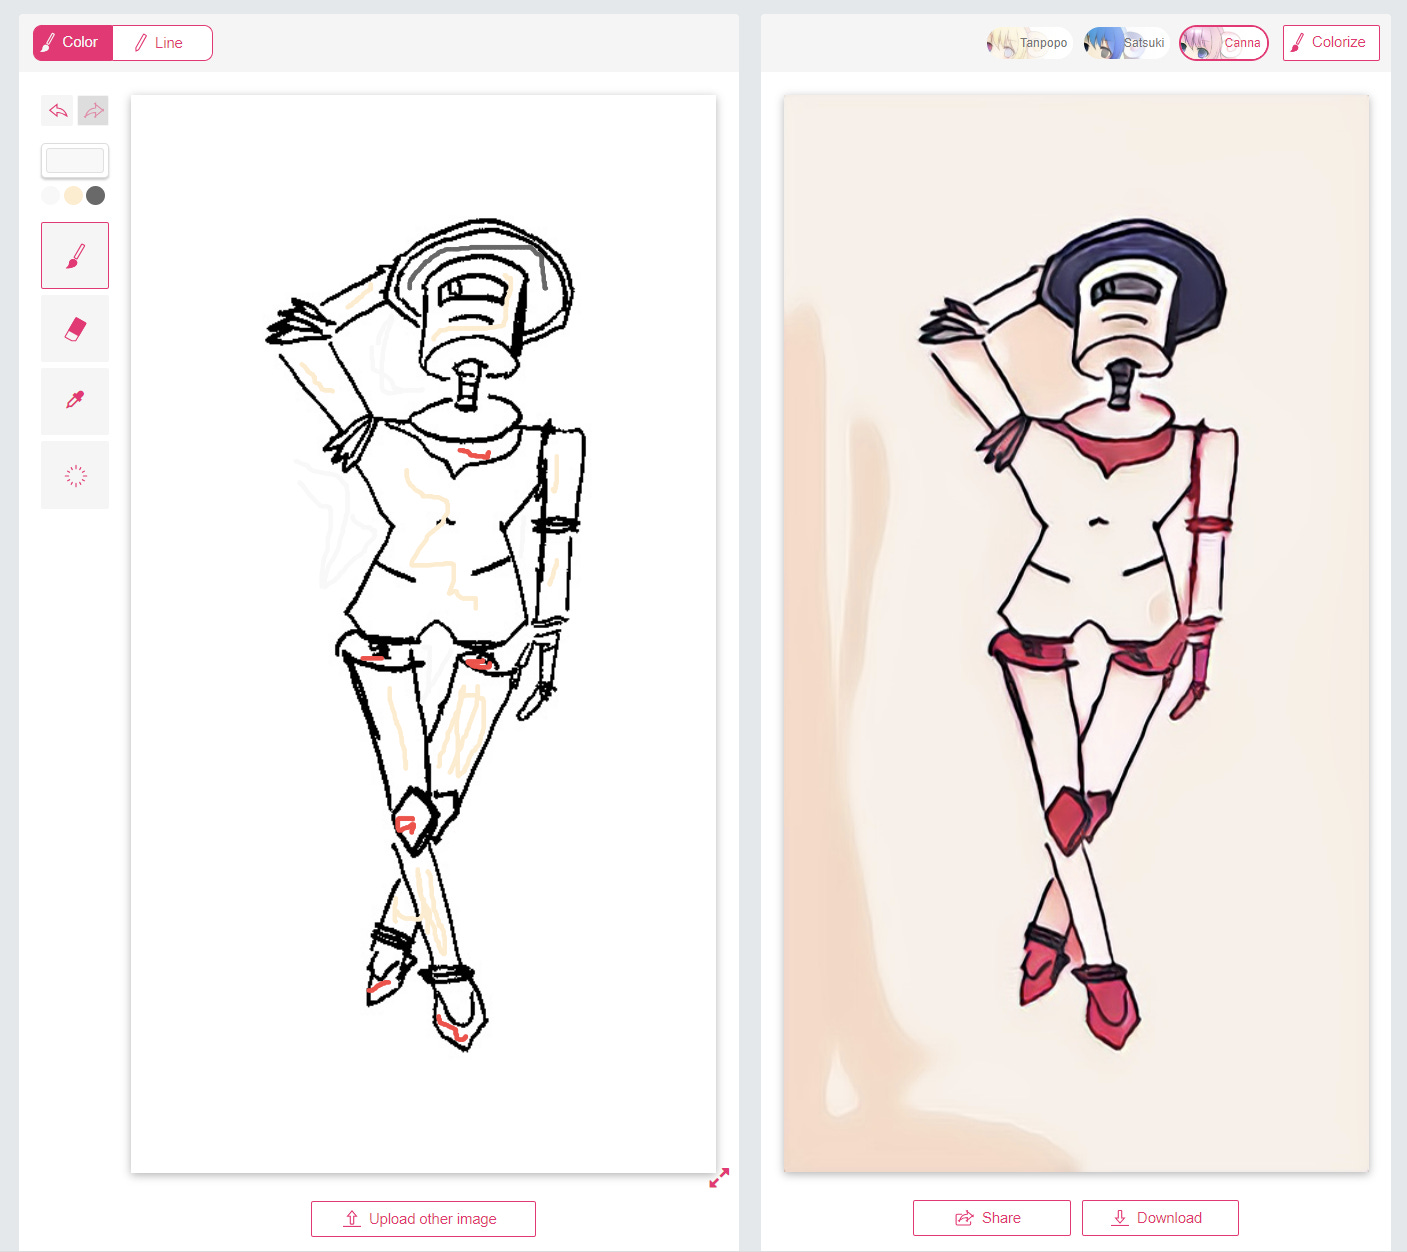 Color
Line
Tanpopo
Satsuki
Canna
Colorize
Upload other image
Share
Download